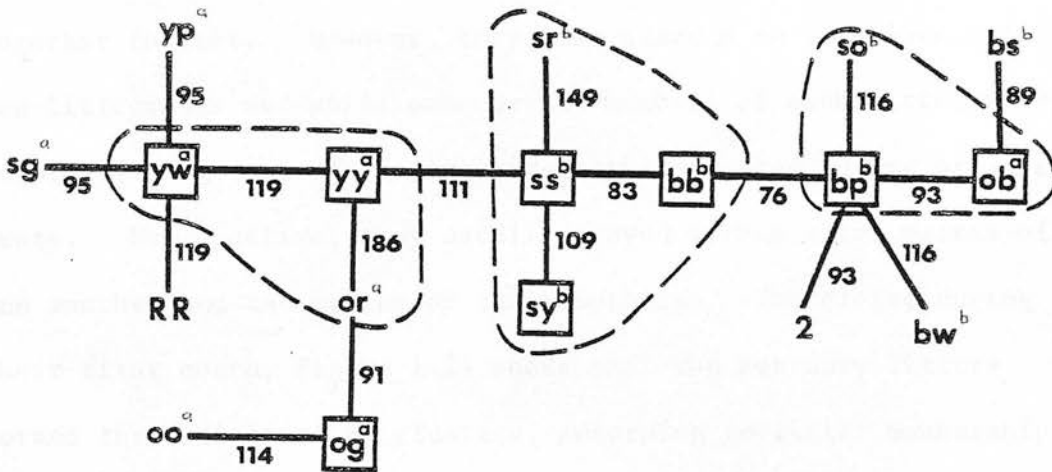 yp^a
sr^b
so^b
bs^b
95
149
116
89
sg^a
yw^a
yy^a
ss^b
bb^b
bp^b
ob^a
95
119
111
83
76
93
119
186
109
93
116
RR
or^a
sy^b
2
bw^b
91
oo^a
og^a
114